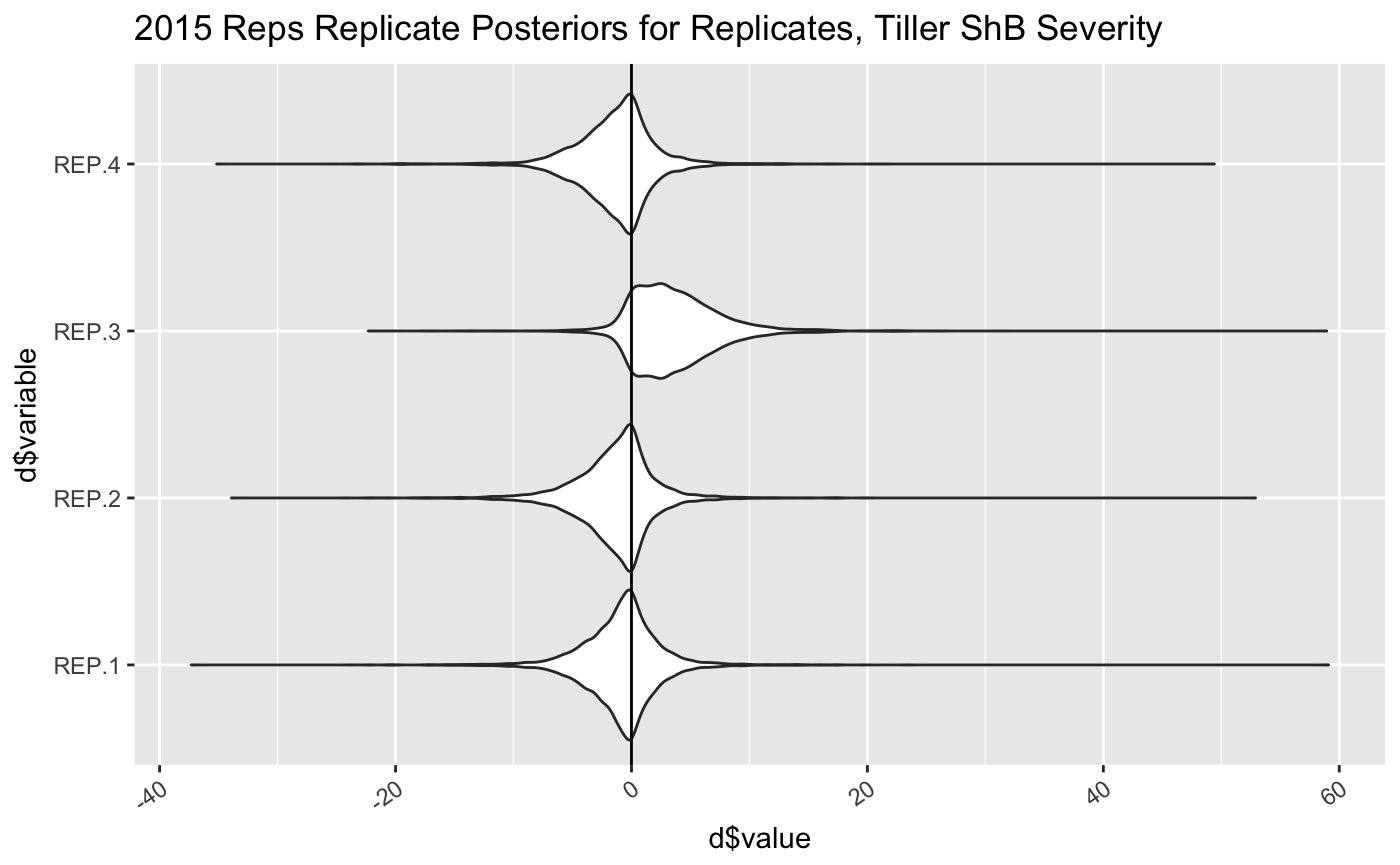 2015 Reps Replicate Posteriors for Replicates, Tiller ShB Severity
REP.4
REP.3
REP.2
REP.1
d$variable
-40
-20
0
20
40
60
d$value